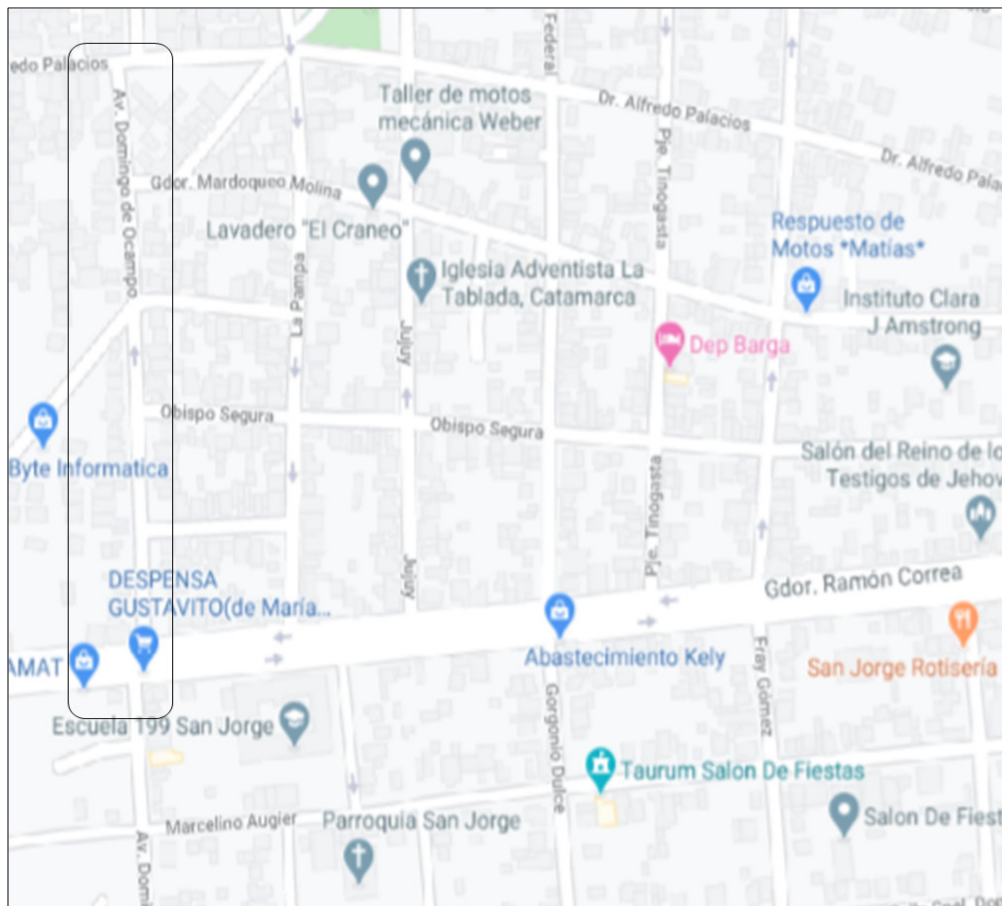 edo Palacios
Av. Domingo de Ocampo
Federal
Taller de motos
mecánica Weber
Dr. Alfredo Palacios
Pje. Tinogasta
Dr. Alfredo Pala
Gdor. Mardoqueo Molina
Lavadero "El Craneo"
Respuesto de
Motos *Matías*
Iglesia Adventista La
Tablada, Catamarca
Instituto Clara
J Amstrong
La Pampa
Jujuy
Dep Barga
Obispo Segura
Obispo Segura
Byte Informatica
Salón del Reino de lo
Testigos de Jehov
Pje. Tinogasta
Jujuy
DESPENSA
GUSTAVITO(de María...
Gdor. Ramón Correa
AMAT
Abastecimiento Kely
Fray Gómez
San Jorge Rotisería
Escuela 199 San Jorge
Gorgonio Dulce
Taurum Salon De Fiestas
Marcelino Augier
Parroquia San Jorge
Salon De Fiest
Av. Domi